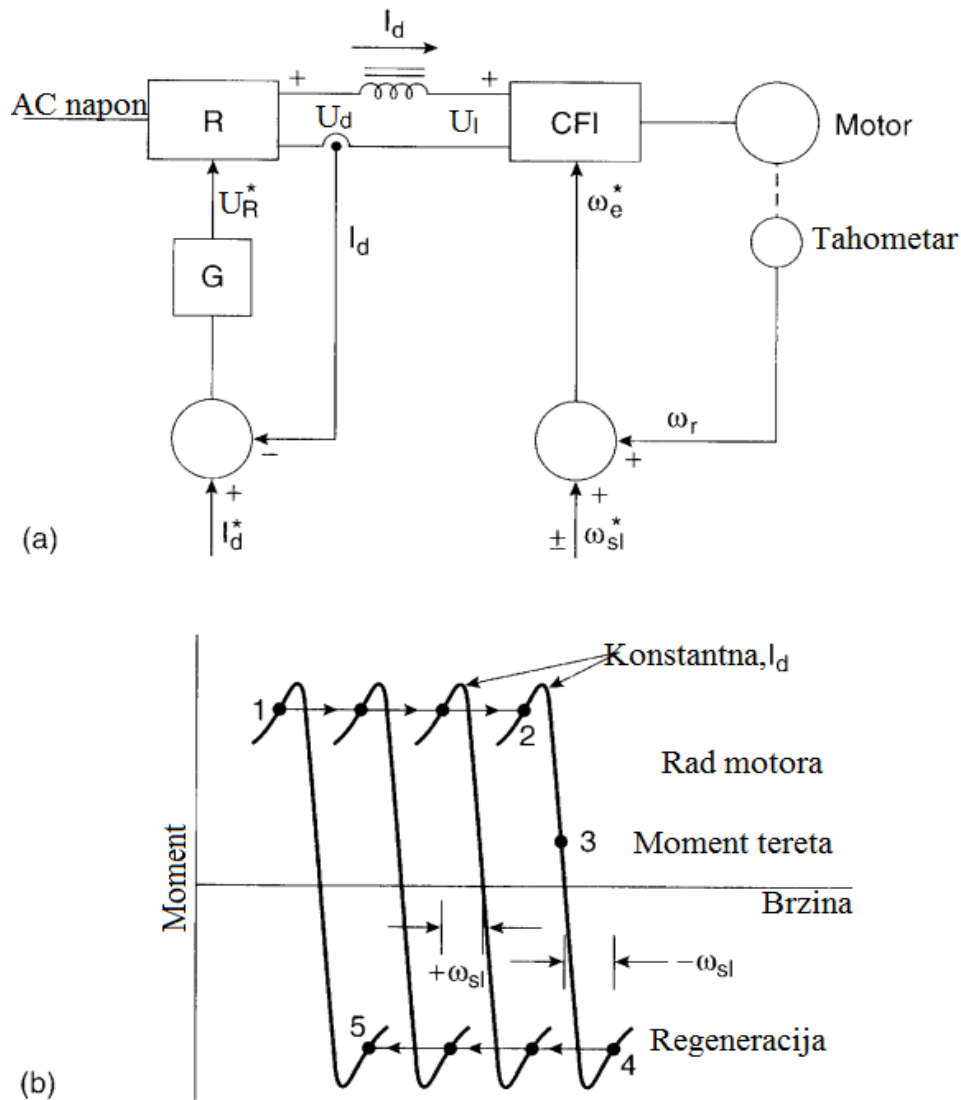 I_d
+ +
AC napon
R
U_d
U_I
CFI
Motor
U_R^*
ω_e^*
I_d
Tahometar
G
ω_r
−
+
+
+
(a)
I_d^*
± ω_sl^*
Konstantna,I_d
1
2
Rad motora
3
Moment tereta
Moment
Brzina
+ω_sl
−ω_sl
5
Regeneracija
4
(b)